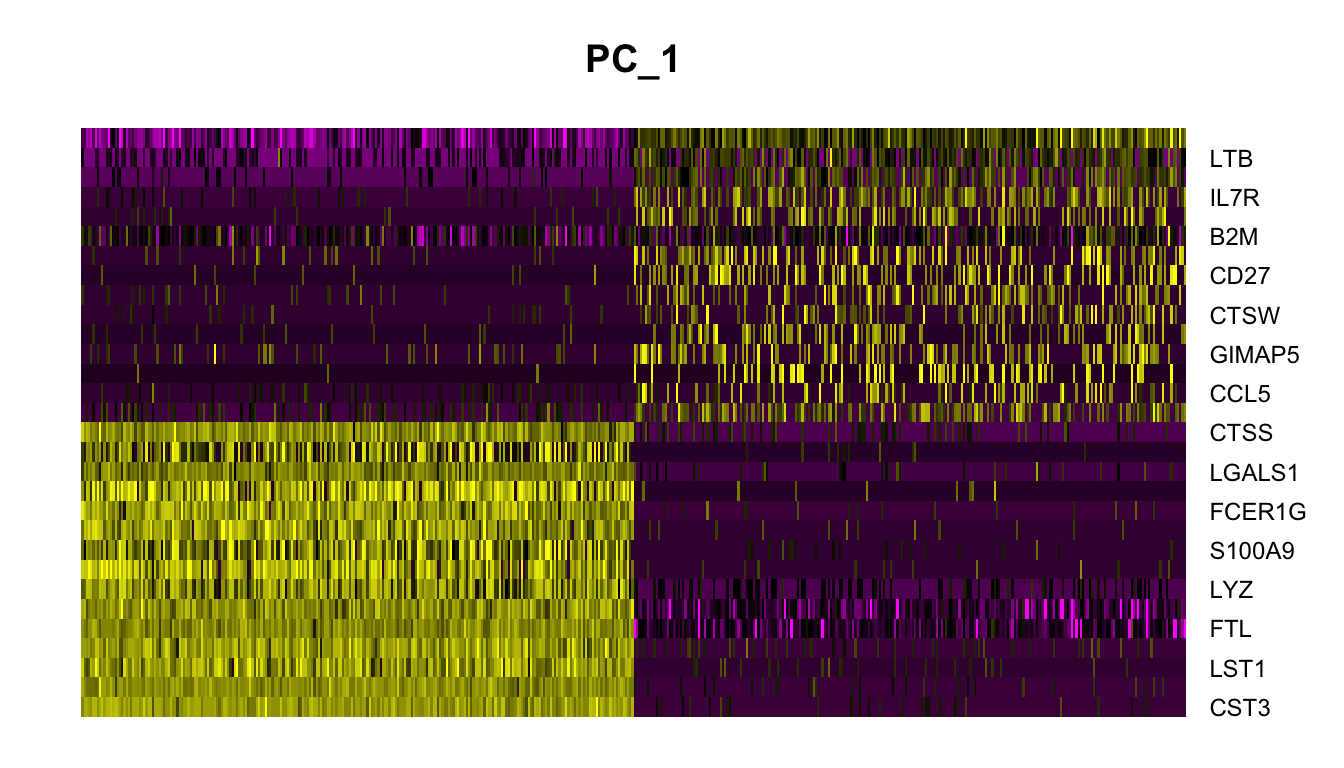 PC_1
LTB
IL7R
B2M
CD27
CTSW
GIMAP5
CCL5
CTSS
LGALS1
FCER1G
S100A9
LYZ
FTL
LST1
CST3